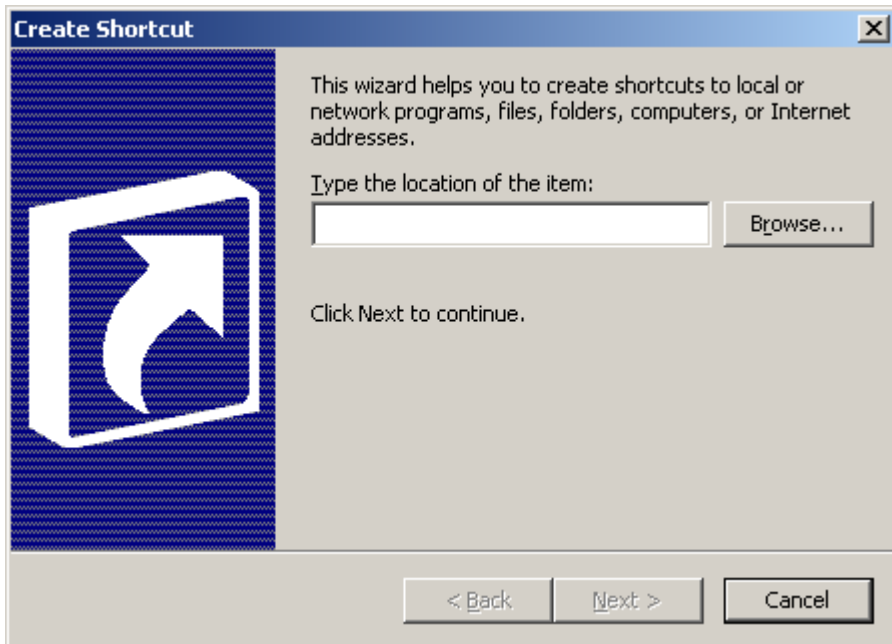 Create Shortcut
This wizard helps you to create shortcuts to local or
network programs, files, folders, computers, or Internet
addresses.
Type the location of the item:
Browse...
Click Next to continue.
< Back
Next >
Cancel